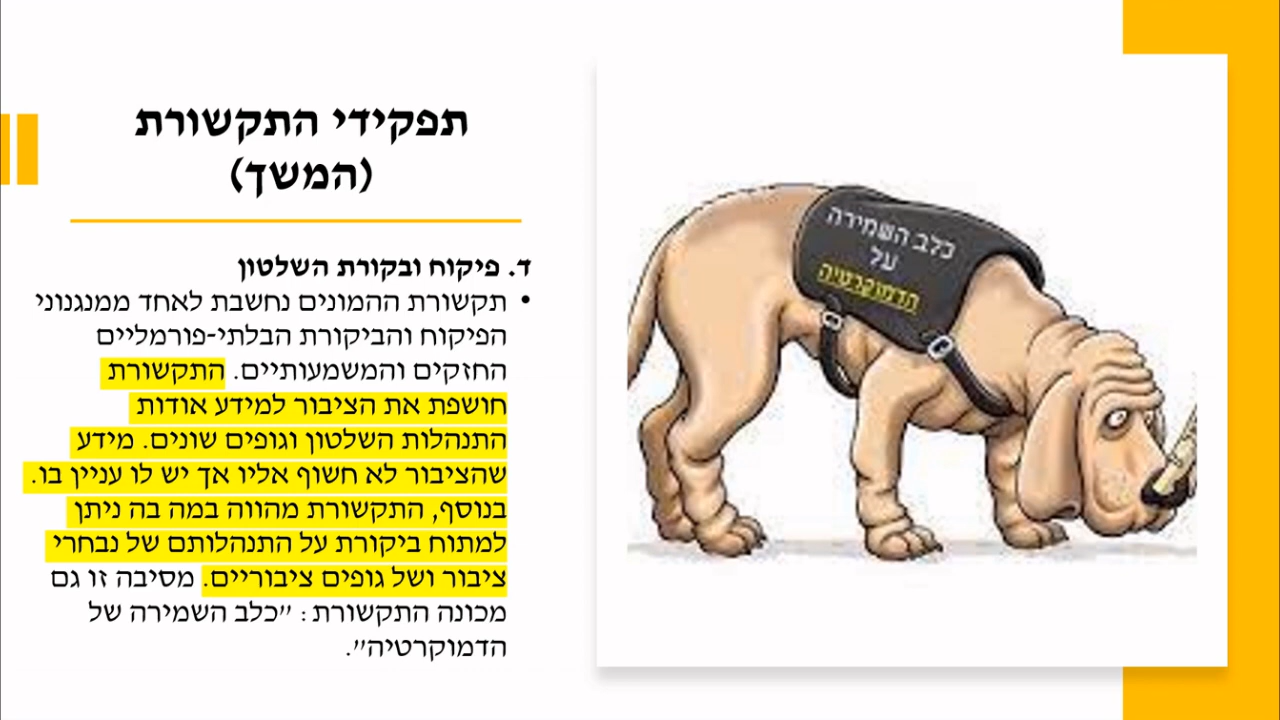 תפקידי התקשורת
(המשך)
ד. פיקוח ובקורת השלטון
• תקשורת ההמונים נחשבת לאחד ממנגנוני
הפיקוח והביקורת הבלתי-פורמליים
החזקים והמשמעותיים. התקשורת
חושפת את הציבור למידע אודות
התנהלות השלטון וגופים שונים. מידע
שהציבור לא חשוף אליו אך יש לו עניין בו.
בנוסף, התקשורת מהווה במה בה ניתן
למתוח ביקורת על התנהלותם של נבחרי
ציבור ושל גופים ציבוריים. מסיבה זו גם
מכונה התקשורת: "כלב השמירה של
הדמוקרטיה".
כלב השמירה
על
הדמוקרטיה